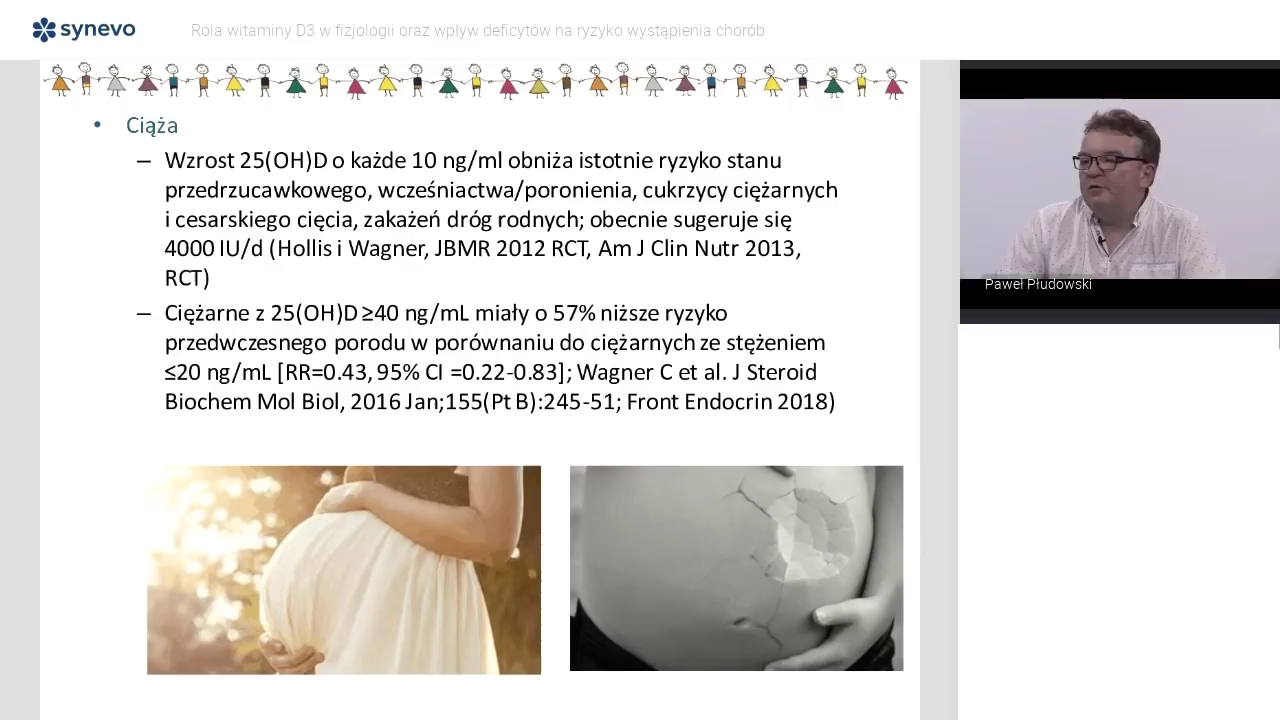 synevo
Rola witaminy D3 w fizjologii oraz wpływ deficytów na ryzyko wystąpienia chorób
• Ciąża
– Wzrost 25(OH)D o każde 10 ng/ml obniża istotnie ryzyko stanu
przedrzucawkowego, wcześniactwa/poronienia, cukrzycy ciężarnych
i cesarskiego cięcia, zakażeń dróg rodnych; obecnie sugeruje się
4000 IU/d (Hollis i Wagner, JBMR 2012 RCT, Am J Clin Nutr 2013,
RCT)
– Ciężarne z 25(OH)D ≥40 ng/mL miały o 57% niższe ryzyko
przedwczesnego porodu w porównaniu do ciężarnych ze stężeniem
≤20 ng/mL [RR=0.43, 95% CI =0.22-0.83]; Wagner C et al. J Steroid
Biochem Mol Biol, 2016 Jan;155(Pt B):245-51; Front Endocrin 2018)
Paweł Płudowski